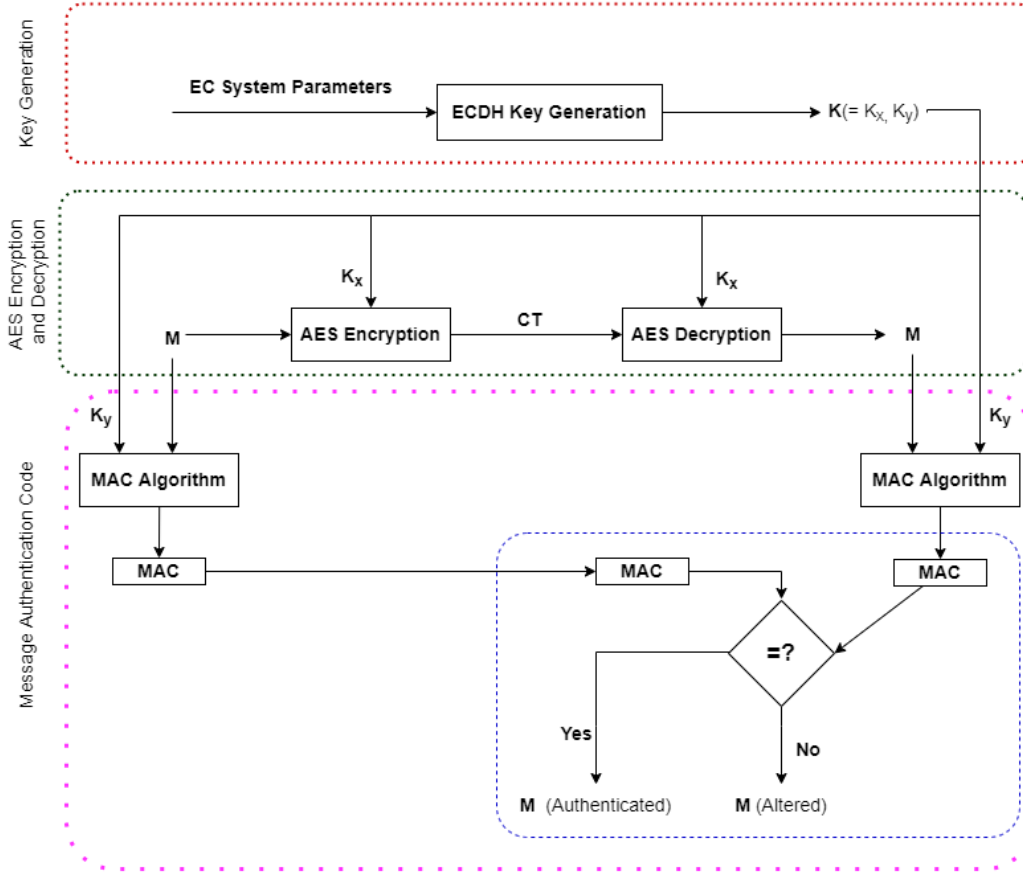 Key Generation
EC System Parameters
ECDH Key Generation
K(= Kx, Ky)
AES Encryption
and Decryption
Kx
Kx
M
AES Encryption
CT
AES Decryption
M
Ky
Ky
MAC Algorithm
MAC Algorithm
Message Authentication Code
MAC
MAC
MAC
=?
Yes
No
M (Authenticated)
M (Altered)